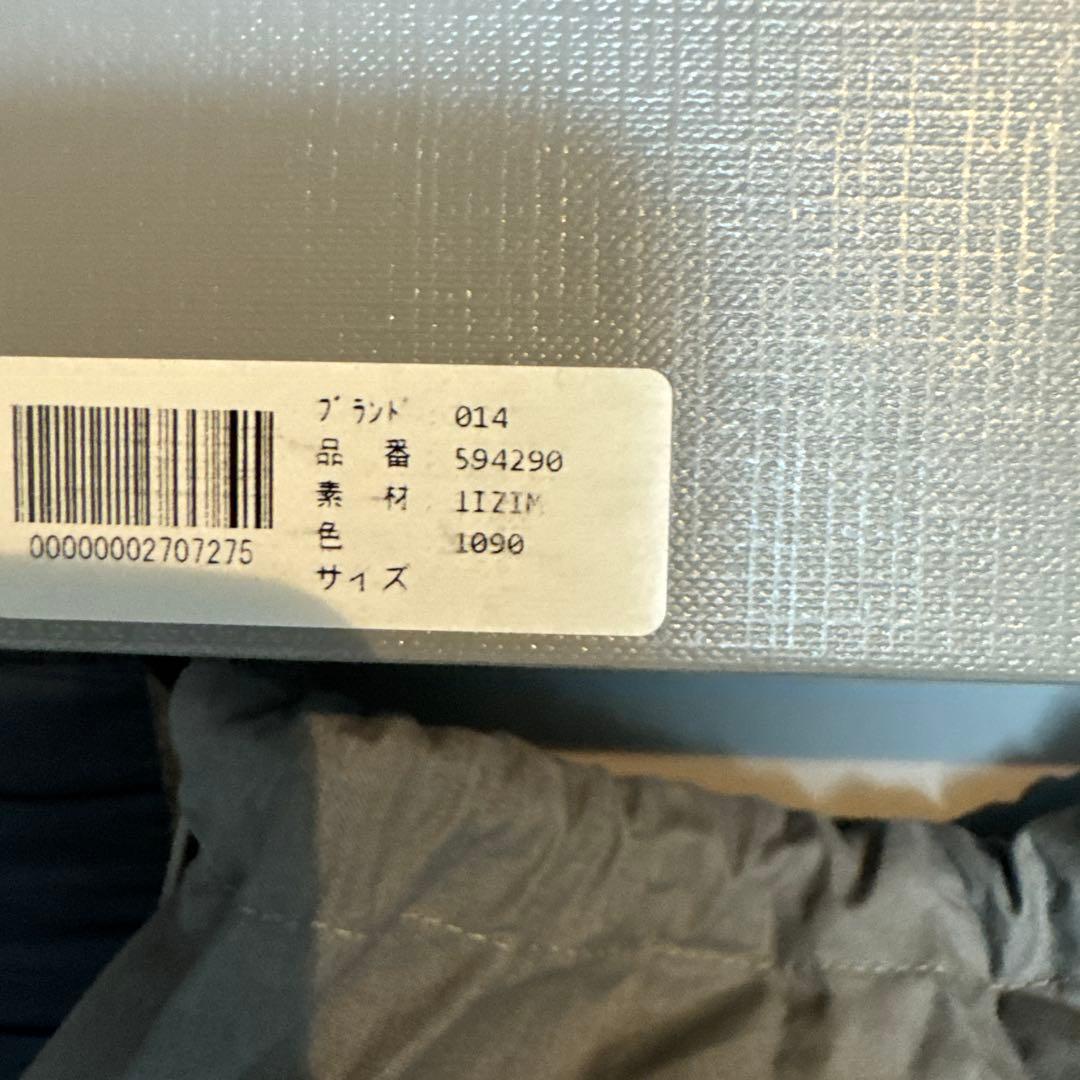 ブランド 014
品番 594290
素材 1IZIM
色 1090
サイズ
00000002707275